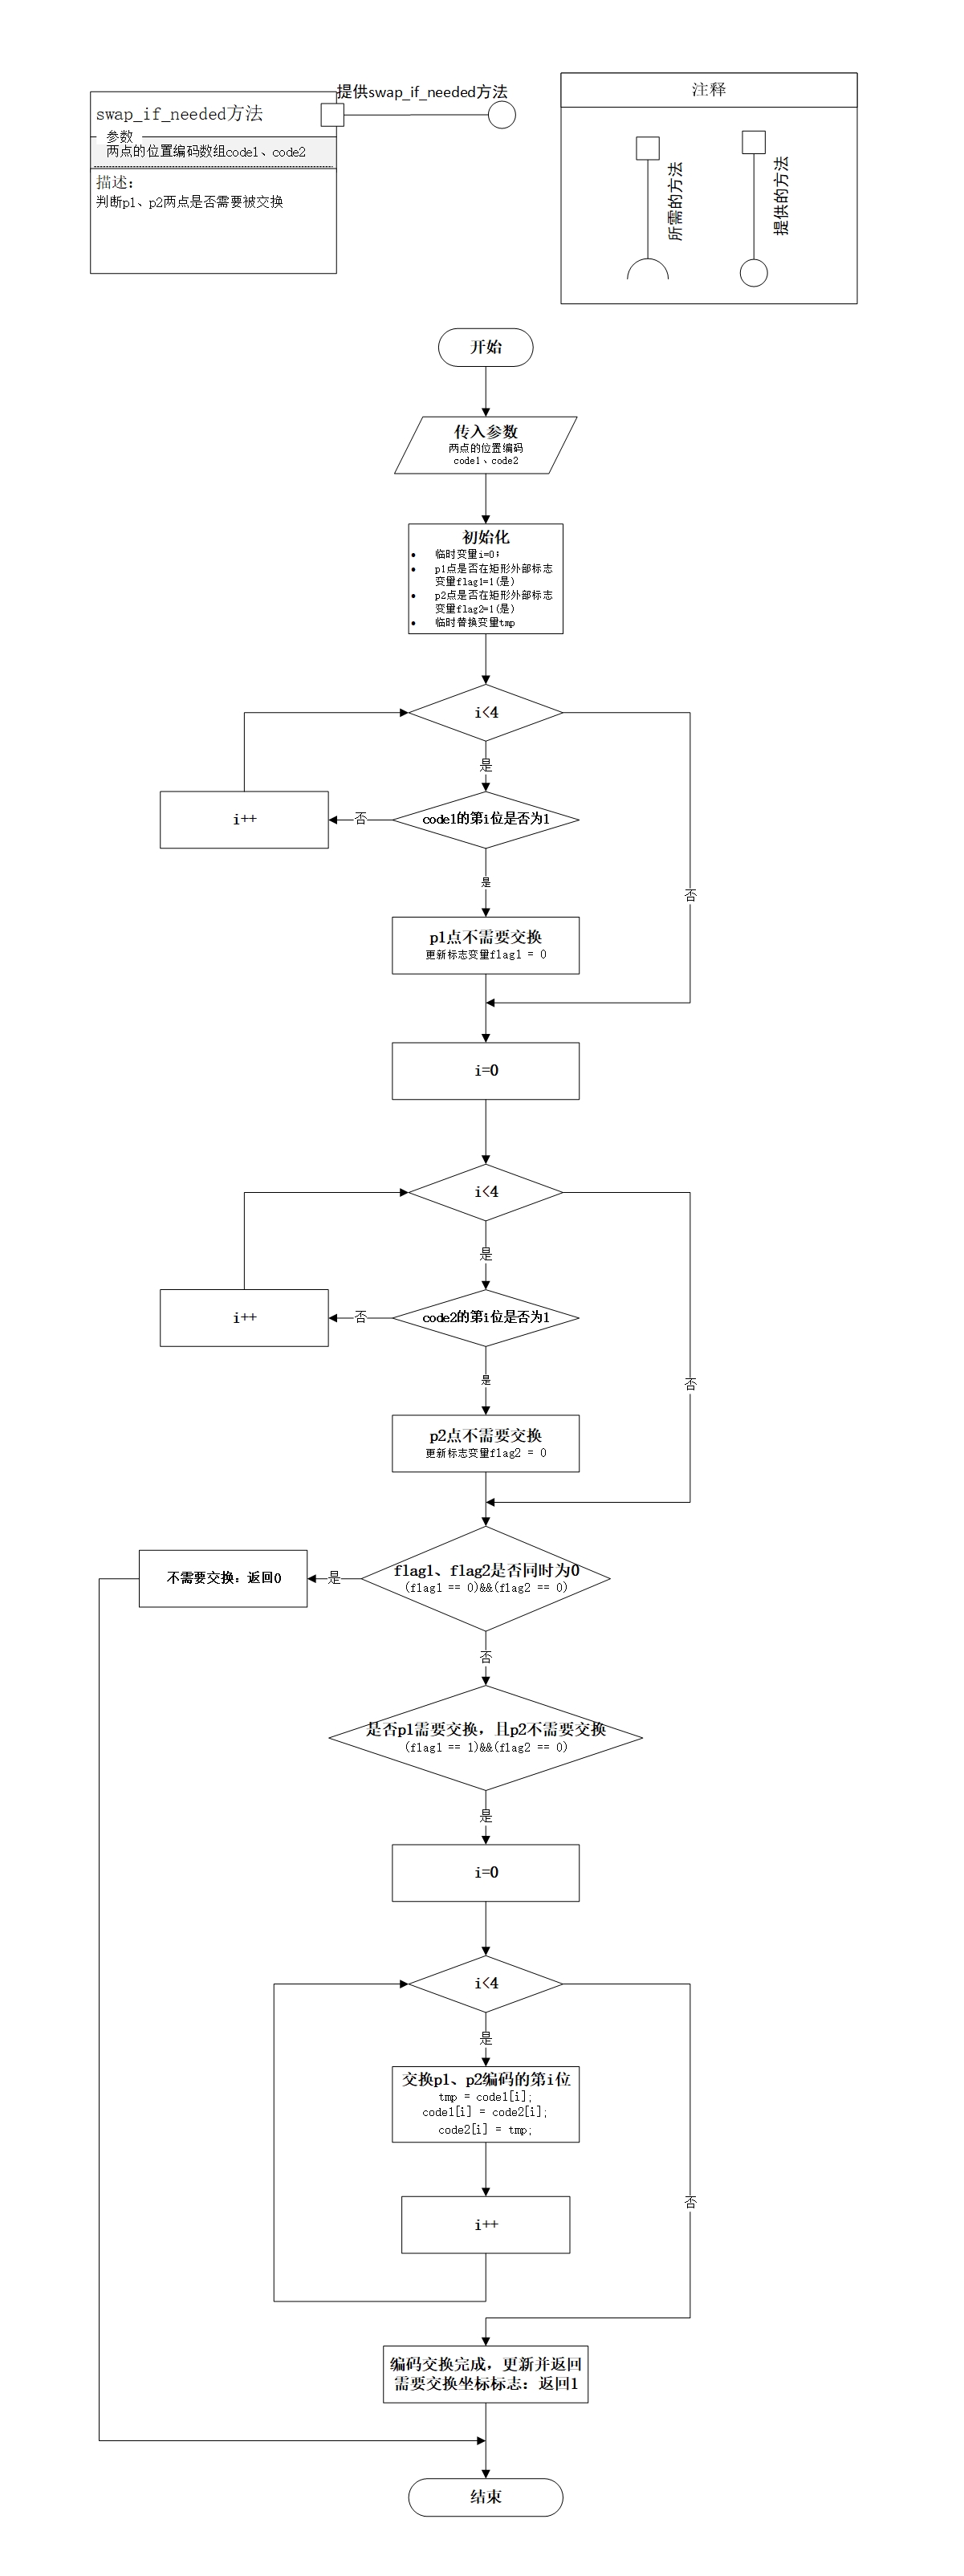 提供swap_if_needed方法
swap_if_needed方法
参数
两点的位置编码数组code1、code2
描述：
判断p1、p2两点是否需要被交换
注释
所需的方法
提供的方法
开始
传入参数
两点的位置编码
code1、code2
初始化
• 临时变量i=0；
• p1点是否在矩形外部标志
变量flag1=1(是)
• p2点是否在矩形外部标志
变量flag2=1(是)
• 临时替换变量tmp
i<4
是
i++
否
code1的第i位是否为1
是
否
p1点不需要交换
更新标志变量flag1 = 0
i=0
i<4
是
i++
否
code2的第i位是否为1
是
否
p2点不需要交换
更新标志变量flag2 = 0
flag1、flag2是否同时为0
(flag1 == 0)&&(flag2 == 0)
是
不需要交换：返回0
否
是否p1需要交换，且p2不需要交换
(flag1 == 1)&&(flag2 == 0)
是
i=0
i<4
是
交换p1、p2编码的第i位
tmp = code1[i];
code1[i] = code2[i];
code2[i] = tmp;
i++
否
编码交换完成，更新并返回
需要交换坐标标志：返回1
结束